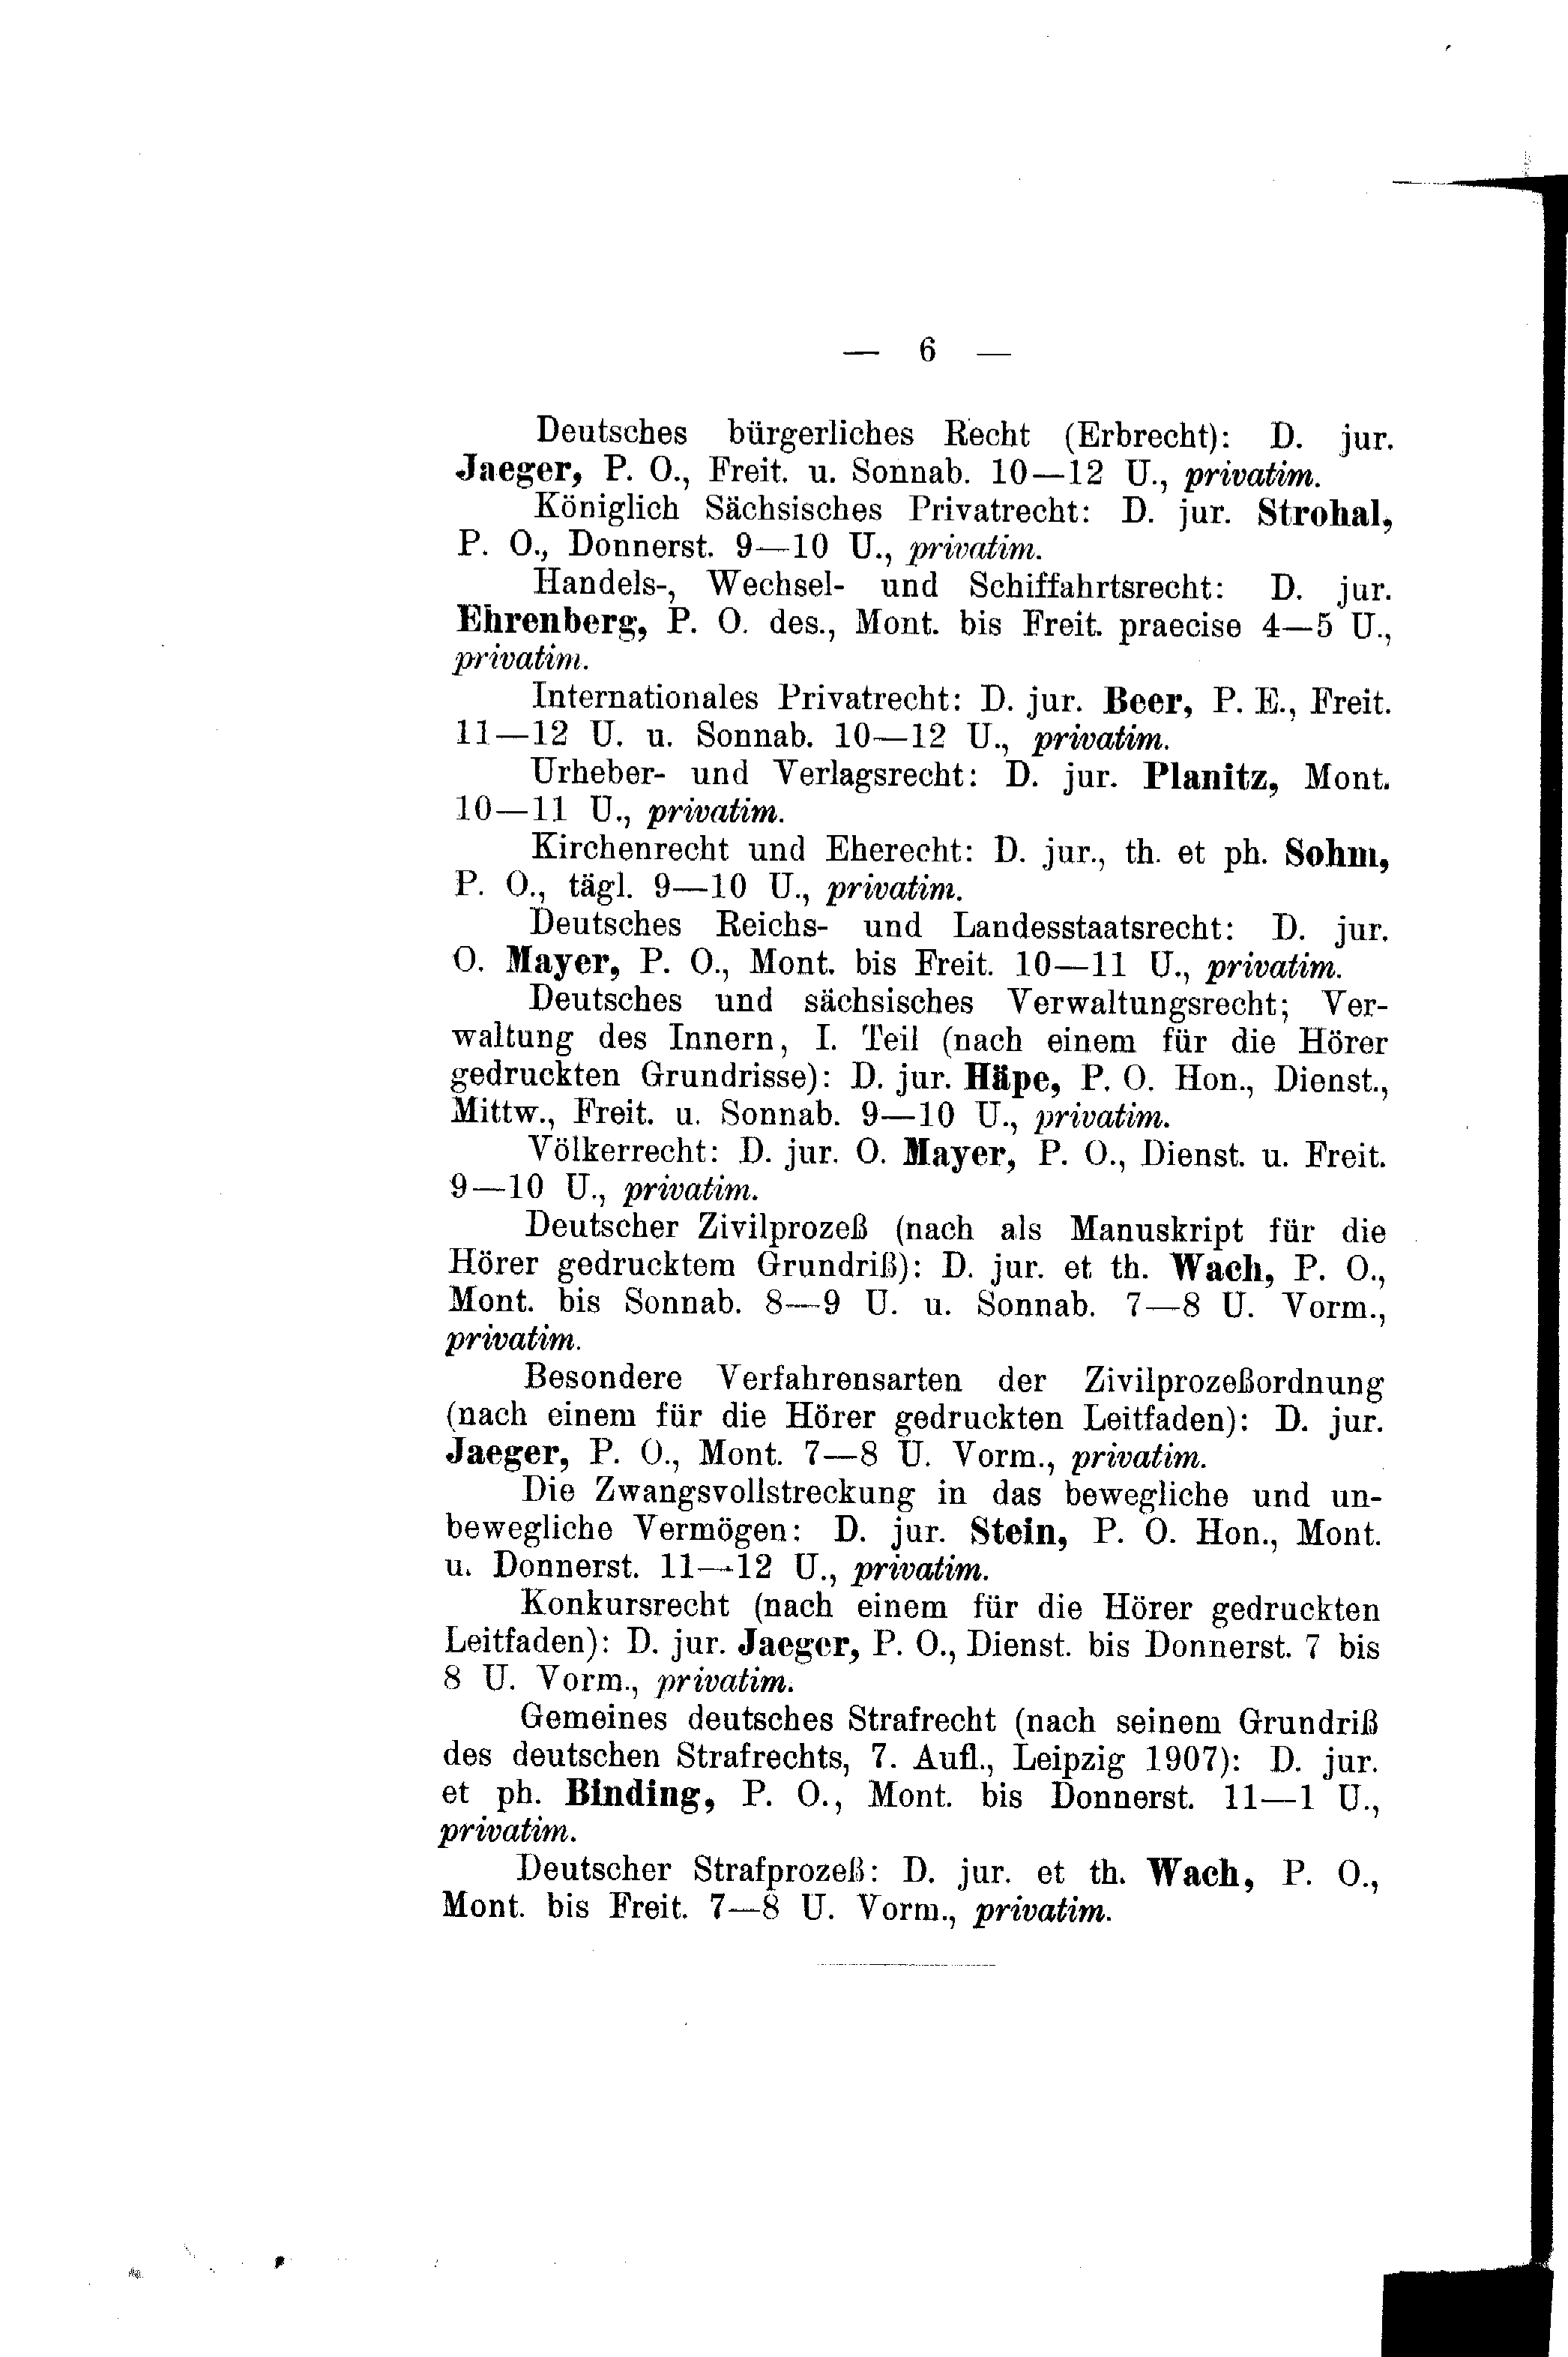 — 6 —
Deutsches bürgerliches Recht (Erbrecht): D. jur.
Jaeger, P. O., Freit. u. Sonnab. 10—12 U., privatim.
Königlich Sächsisches Privatrecht: D. jur. Strohal,
P. O., Donnerst. 9—10 U., privatim.
Handels-, Wechsel- und Schiffahrtsrecht: D. jur.
Ehrenberg, P. O. des., Mont. bis Freit. praecise 4—5 U.,
privatim.
Internationales Privatrecht: D. jur. Beer, P. E., Freit.
11—12 U. u. Sonnab. 10—12 U., privatim.
Urheber- und Verlagsrecht: D. jur. Planitz, Mont.
10—11 U., privatim.
Kirchenrecht und Eherecht: D. jur., th. et ph. Sohm,
P. O., tägl. 9—10 U., privatim.
Deutsches Reichs- und Landesstaatsrecht: D. jur.
O. Mayer, P. O., Mont. bis Freit. 10—11 U., privatim.
Deutsches und sächsisches Verwaltungsrecht; Ver-
waltung des Innern, I. Teil (nach einem für die Hörer
gedruckten Grundrisse): D. jur. Häpe, P. O. Hon., Dienst.,
Mittw., Freit. u. Sonnab. 9—10 U., privatim.
Völkerrecht: D. jur. O. Mayer, P. O., Dienst. u. Freit.
9—10 U., privatim.
Deutscher Zivilprozeß (nach als Manuskript für die
Hörer gedrucktem Grundriß): D. jur. et th. Wach, P. O.,
Mont. bis Sonnab. 8—9 U. u. Sonnab. 7—8 U. Vorm.,
privatim.
Besondere Verfahrensarten der Zivilprozeßordnung
(nach einem für die Hörer gedruckten Leitfaden): D. jur.
Jaeger, P. O., Mont. 7—8 U. Vorm., privatim.
Die Zwangsvollstreckung in das bewegliche und un-
bewegliche Vermögen: D. jur. Stein, P. O. Hon., Mont.
u. Donnerst. 11—12 U., privatim.
Konkursrecht (nach einem für die Hörer gedruckten
Leitfaden): D. jur. Jaeger, P. O., Dienst. bis Donnerst. 7 bis
8 U. Vorm., privatim.
Gemeines deutsches Strafrecht (nach seinem Grundriß
des deutschen Strafrechts, 7. Aufl., Leipzig 1907): D. jur.
et ph. Binding, P. O., Mont. bis Donnerst. 11—1 U.,
privatim.
Deutscher Strafprozeß: D. jur. et th. Wach, P. O.,
Mont. bis Freit. 7—8 U. Vorm., privatim.